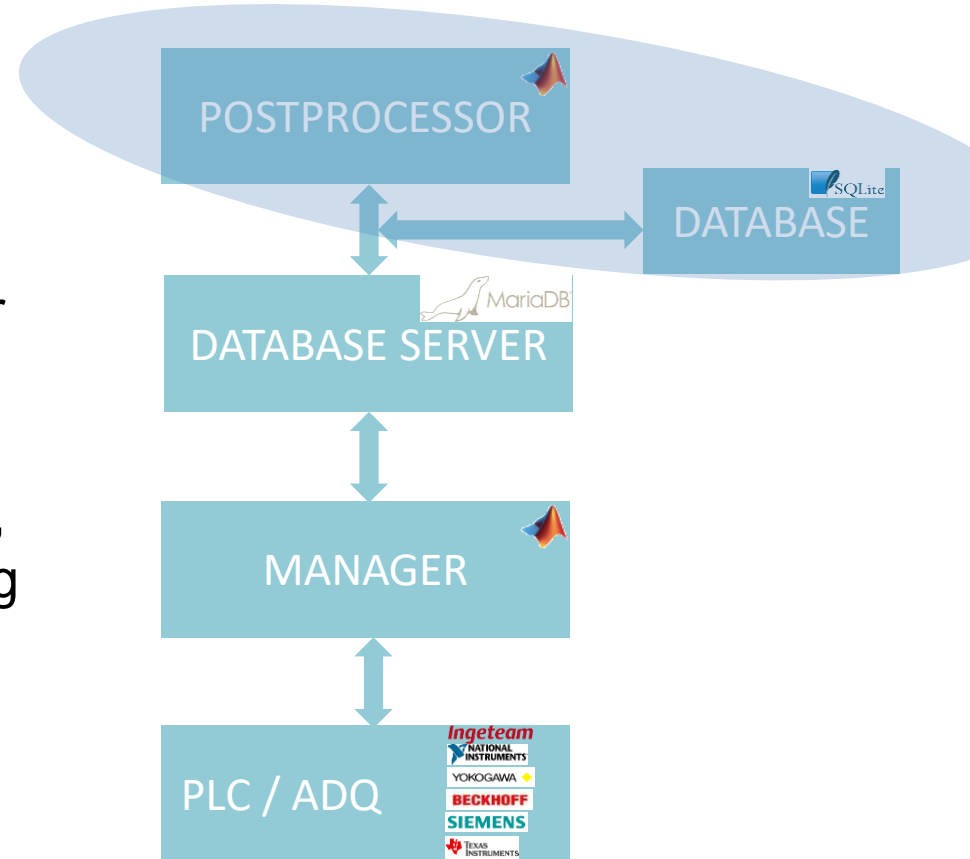 POSTPROCESSOR
SQLite
DATABASE
MariaDB
DATABASE SERVER
,
g
MANAGER
PLC / ADQ
Ingeteam
NATIONAL
INSTRUMENTS
YOKOGAWA
BECKHOFF
SIEMENS
TEXAS
INSTRUMENTS